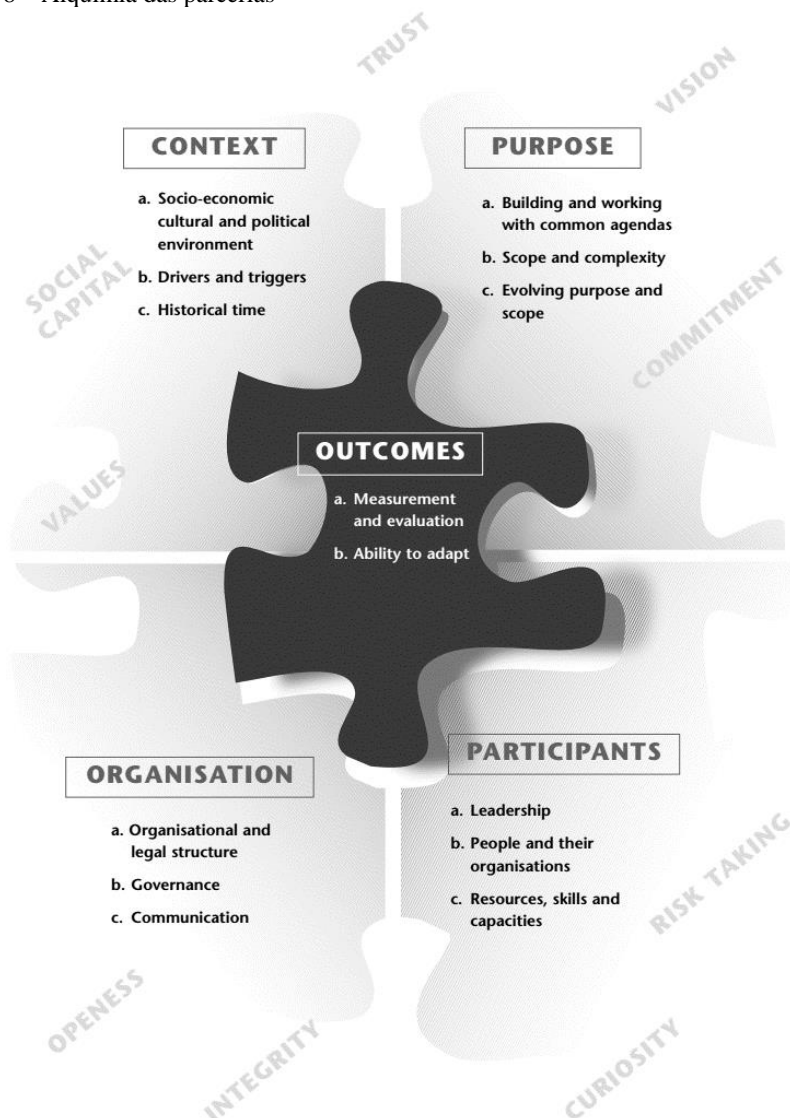 Alquimia das parcerias
TRUST
VISION
CONTEXT
a. Socio-economic
cultural and political
environment
b. Drivers and triggers
c. Historical time
PURPOSE
a. Building and working
with common agendas
b. Scope and complexity
c. Evolving purpose and
scope
SOCIAL
CAPITAL
COMMITMENT
OUTCOMES
a. Measurement
and evaluation
b. Ability to adapt
VALUES
ORGANISATION
a. Organisational and
legal structure
b. Governance
c. Communication
PARTICIPANTS
a. Leadership
b. People and their
organisations
c. Resources, skills and
capacities
RISK TAKING
OPENESS
INTEGRITY
CURIOSITY